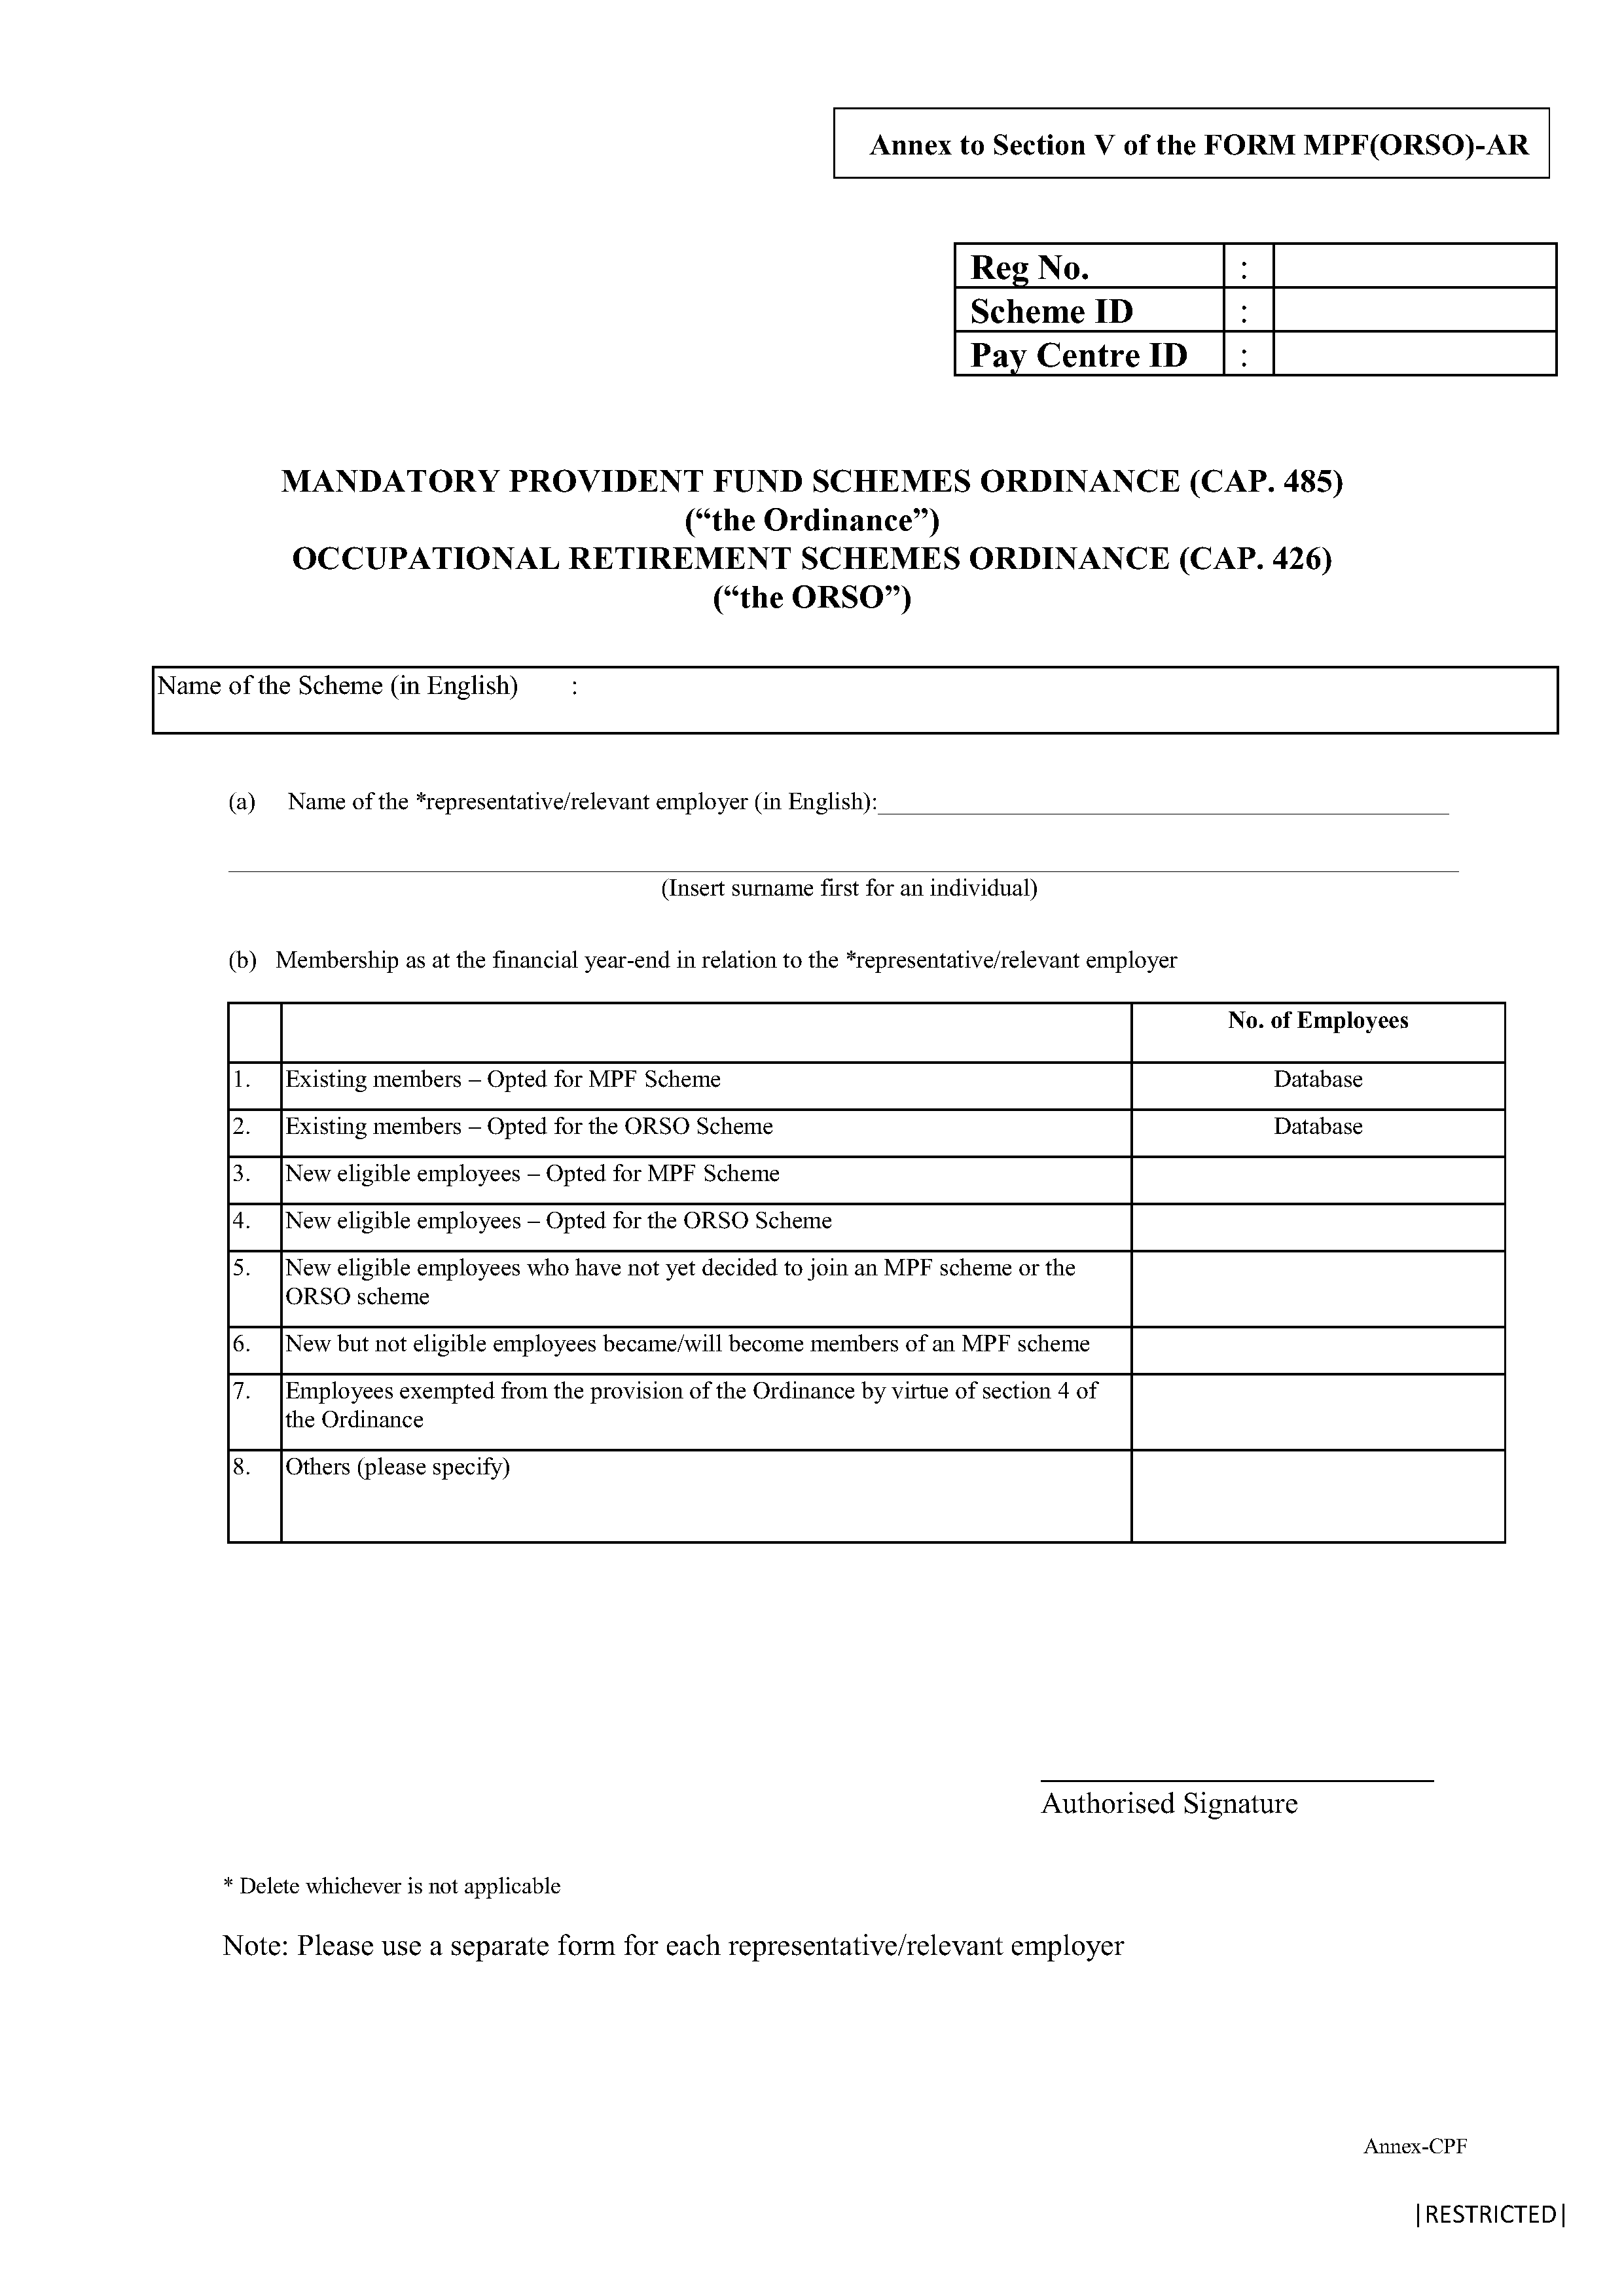 Annex to Section V of the FORM MPF(ORSO)-AR
Reg No. :
Scheme ID :
Pay Centre ID :
MANDATORY PROVIDENT FUND SCHEMES ORDINANCE (CAP. 485)
(“the Ordinance”)
OCCUPATIONAL RETIREMENT SCHEMES ORDINANCE (CAP. 426)
(“the ORSO”)
Name of the Scheme (in English) :
(a) Name of the *representative/relevant employer (in English):
(Insert surname first for an individual)
(b) Membership as at the financial year-end in relation to the *representative/relevant employer
No. of Employees
1. Existing members – Opted for MPF Scheme Database
2. Existing members – Opted for the ORSO Scheme Database
3. New eligible employees – Opted for MPF Scheme
4. New eligible employees – Opted for the ORSO Scheme
5. New eligible employees who have not yet decided to join an MPF scheme or the
ORSO scheme
6. New but not eligible employees became/will become members of an MPF scheme
7. Employees exempted from the provision of the Ordinance by virtue of section 4 of
the Ordinance
8. Others (please specify)
Authorised Signature
* Delete whichever is not applicable
Note: Please use a separate form for each representative/relevant employer
Annex-CPF
|RESTRICTED|